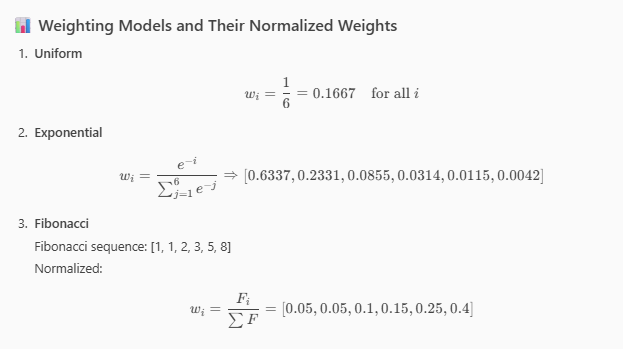 📊 Weighting Models and Their Normalized Weights
1. Uniform
w_i = \frac{1}{6} = 0.1667 for all i
2. Exponential
w_i = \frac{e^{-i}}{\sum_{j=1}^{6} e^{-j}} ⇒ [0.6337, 0.2331, 0.0855, 0.0314, 0.0115, 0.0042]
3. Fibonacci
Fibonacci sequence: [1, 1, 2, 3, 5, 8]
Normalized:
w_i = \frac{F_i}{\sum F} = [0.05, 0.05, 0.1, 0.15, 0.25, 0.4]